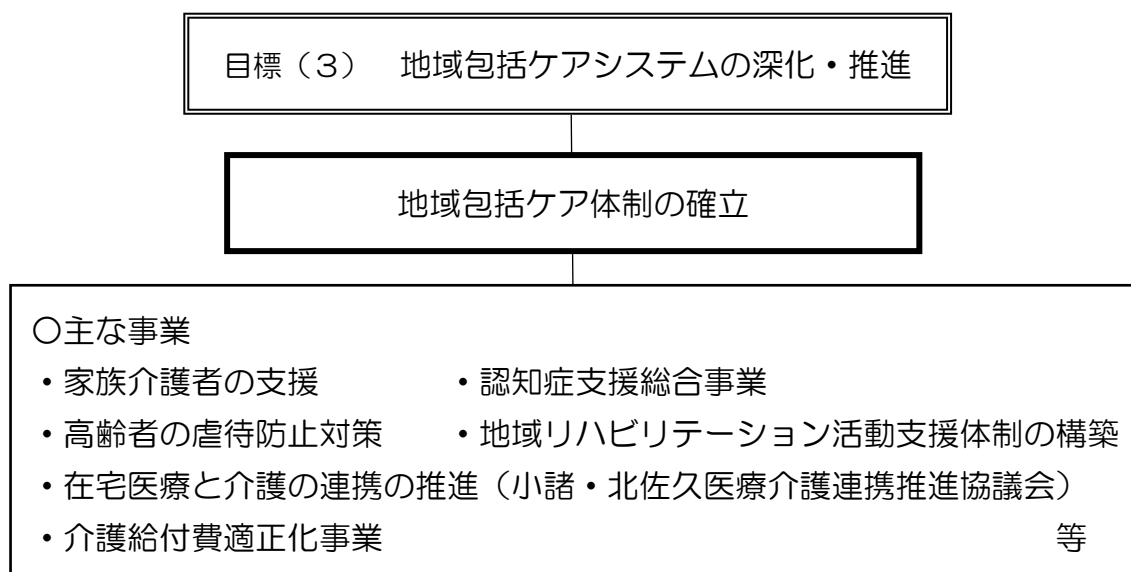 目標（３）　地域包括ケアシステムの深化・推進
地域包括ケア体制の確立
〇主な事業
・家族介護者の支援　　　　・認知症支援総合事業
・高齢者の虐待防止対策　　・地域リハビリテーション活動支援体制の構築
・在宅医療と介護の連携の推進（小諸・北佐久医療介護連携推進協議会）
・介護給付費適正化事業　　　　　　　　　　　　　　　　　　　　　等